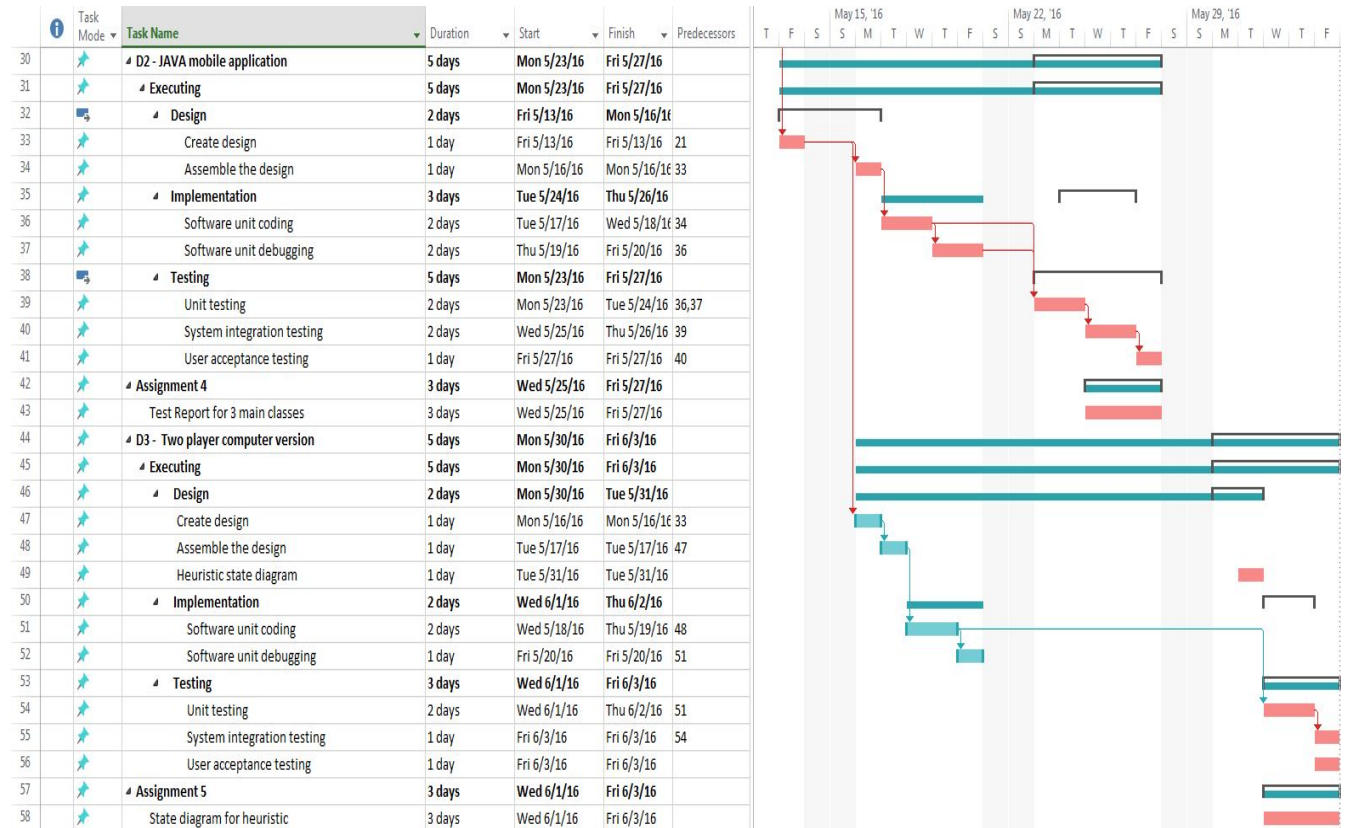 Task Mode Task Name Duration Start Finish Predecessors May 15, '16 May 22, '16 May 29, '16
T F S S M T W T F S S M T W T F S S M T W T F
30 D2 - JAVA mobile application 5 days Mon 5/23/16 Fri 5/27/16
31 Executing 5 days Mon 5/23/16 Fri 5/27/16
32 Design 2 days Fri 5/13/16 Mon 5/16/16
33 Create design 1 day Fri 5/13/16 Fri 5/13/16 21
34 Assemble the design 1 day Mon 5/16/16 Mon 5/16/16 33
35 Implementation 3 days Tue 5/24/16 Thu 5/26/16
36 Software unit coding 2 days Tue 5/17/16 Wed 5/18/16 34
37 Software unit debugging 2 days Thu 5/19/16 Fri 5/20/16 36
38 Testing 5 days Mon 5/23/16 Fri 5/27/16
39 Unit testing 2 days Mon 5/23/16 Tue 5/24/16 36,37
40 System integration testing 2 days Wed 5/25/16 Thu 5/26/16 39
41 User acceptance testing 1 day Fri 5/27/16 Fri 5/27/16 40
42 Assignment 4 3 days Wed 5/25/16 Fri 5/27/16
43 Test Report for 3 main classes 3 days Wed 5/25/16 Fri 5/27/16
44 D3 - Two player computer version 5 days Mon 5/30/16 Fri 6/3/16
45 Executing 5 days Mon 5/30/16 Fri 6/3/16
46 Design 2 days Mon 5/30/16 Tue 5/31/16
47 Create design 1 day Mon 5/16/16 Mon 5/16/16 33
48 Assemble the design 1 day Tue 5/17/16 Tue 5/17/16 47
49 Heuristic state diagram 1 day Tue 5/31/16 Tue 5/31/16
50 Implementation 2 days Wed 6/1/16 Thu 6/2/16
51 Software unit coding 2 days Wed 5/18/16 Thu 5/19/16 48
52 Software unit debugging 1 day Fri 5/20/16 Fri 5/20/16 51
53 Testing 3 days Wed 6/1/16 Fri 6/3/16
54 Unit testing 2 days Wed 6/1/16 Thu 6/2/16 51
55 System integration testing 1 day Fri 6/3/16 Fri 6/3/16 54
56 User acceptance testing 1 day Fri 6/3/16 Fri 6/3/16
57 Assignment 5 3 days Wed 6/1/16 Fri 6/3/16
58 State diagram for heuristic 3 days Wed 6/1/16 Fri 6/3/16